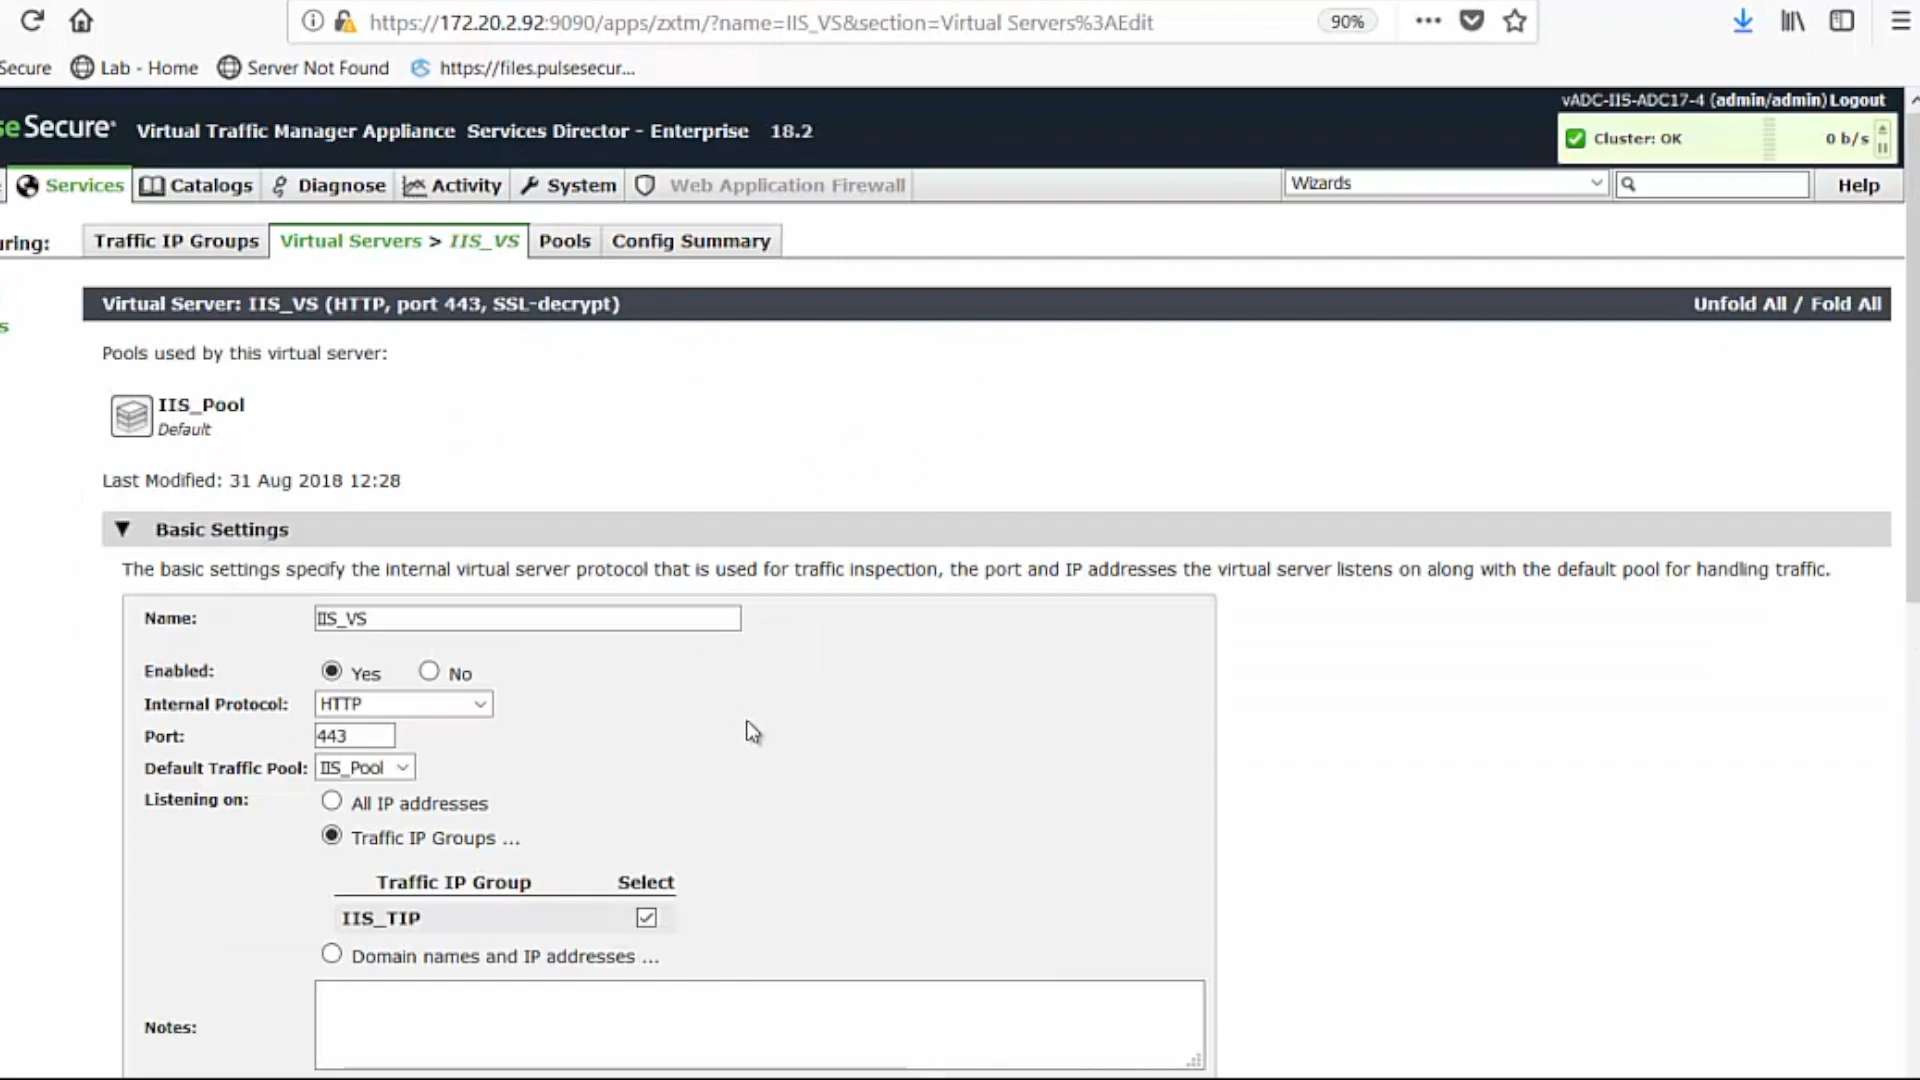 https://172.20.2.92:9090/apps/zxtm/?name=IIS_VS&section=Virtual Servers%3AEdit 90%
Secure Lab - Home Server Not Found https://files.pulsesecur...
vADC-IIS-ADC17-4 (admin/admin) Logout
se Secure Virtual Traffic Manager Appliance Services Director - Enterprise 18.2
Cluster: OK 0 b/s
Services Catalogs Diagnose Activity System Web Application Firewall Wizards Help
uring: Traffic IP Groups Virtual Servers > IIS_VS Pools Config Summary
Virtual Server: IIS_VS (HTTP, port 443, SSL-decrypt) Unfold All / Fold All
s
Pools used by this virtual server:
IIS_Pool
Default
Last Modified: 31 Aug 2018 12:28
Basic Settings
The basic settings specify the internal virtual server protocol that is used for traffic inspection, the port and IP addresses the virtual server listens on along with the default pool for handling traffic.
Name: IIS_VS
Enabled: Yes No
Internal Protocol: HTTP
Port: 443
Default Traffic Pool: IIS_Pool
Listening on: All IP addresses
Traffic IP Groups ...
Traffic IP Group Select
IIS_TIP
Domain names and IP addresses ...
Notes: